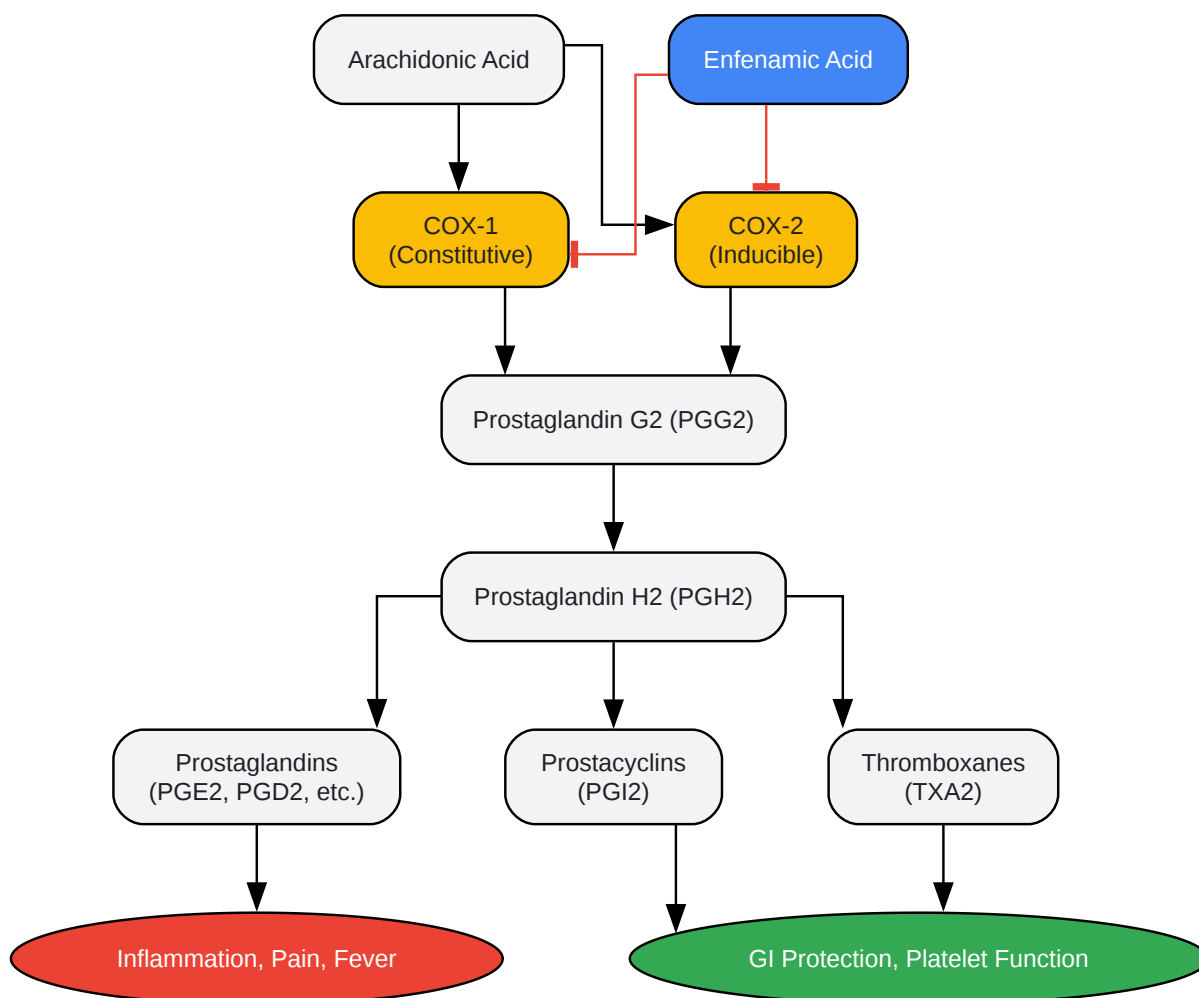 Arachidonic Acid
Enfenamic Acid
COX-1
(Constitutive)
COX-2
(Inducible)
Prostaglandin G2 (PGG2)
Prostaglandin H2 (PGH2)
Prostaglandins
(PGE2, PGD2, etc.)
Prostacyclins
(PGI2)
Thromboxanes
(TXA2)
Inflammation, Pain, Fever
GI Protection, Platelet Function